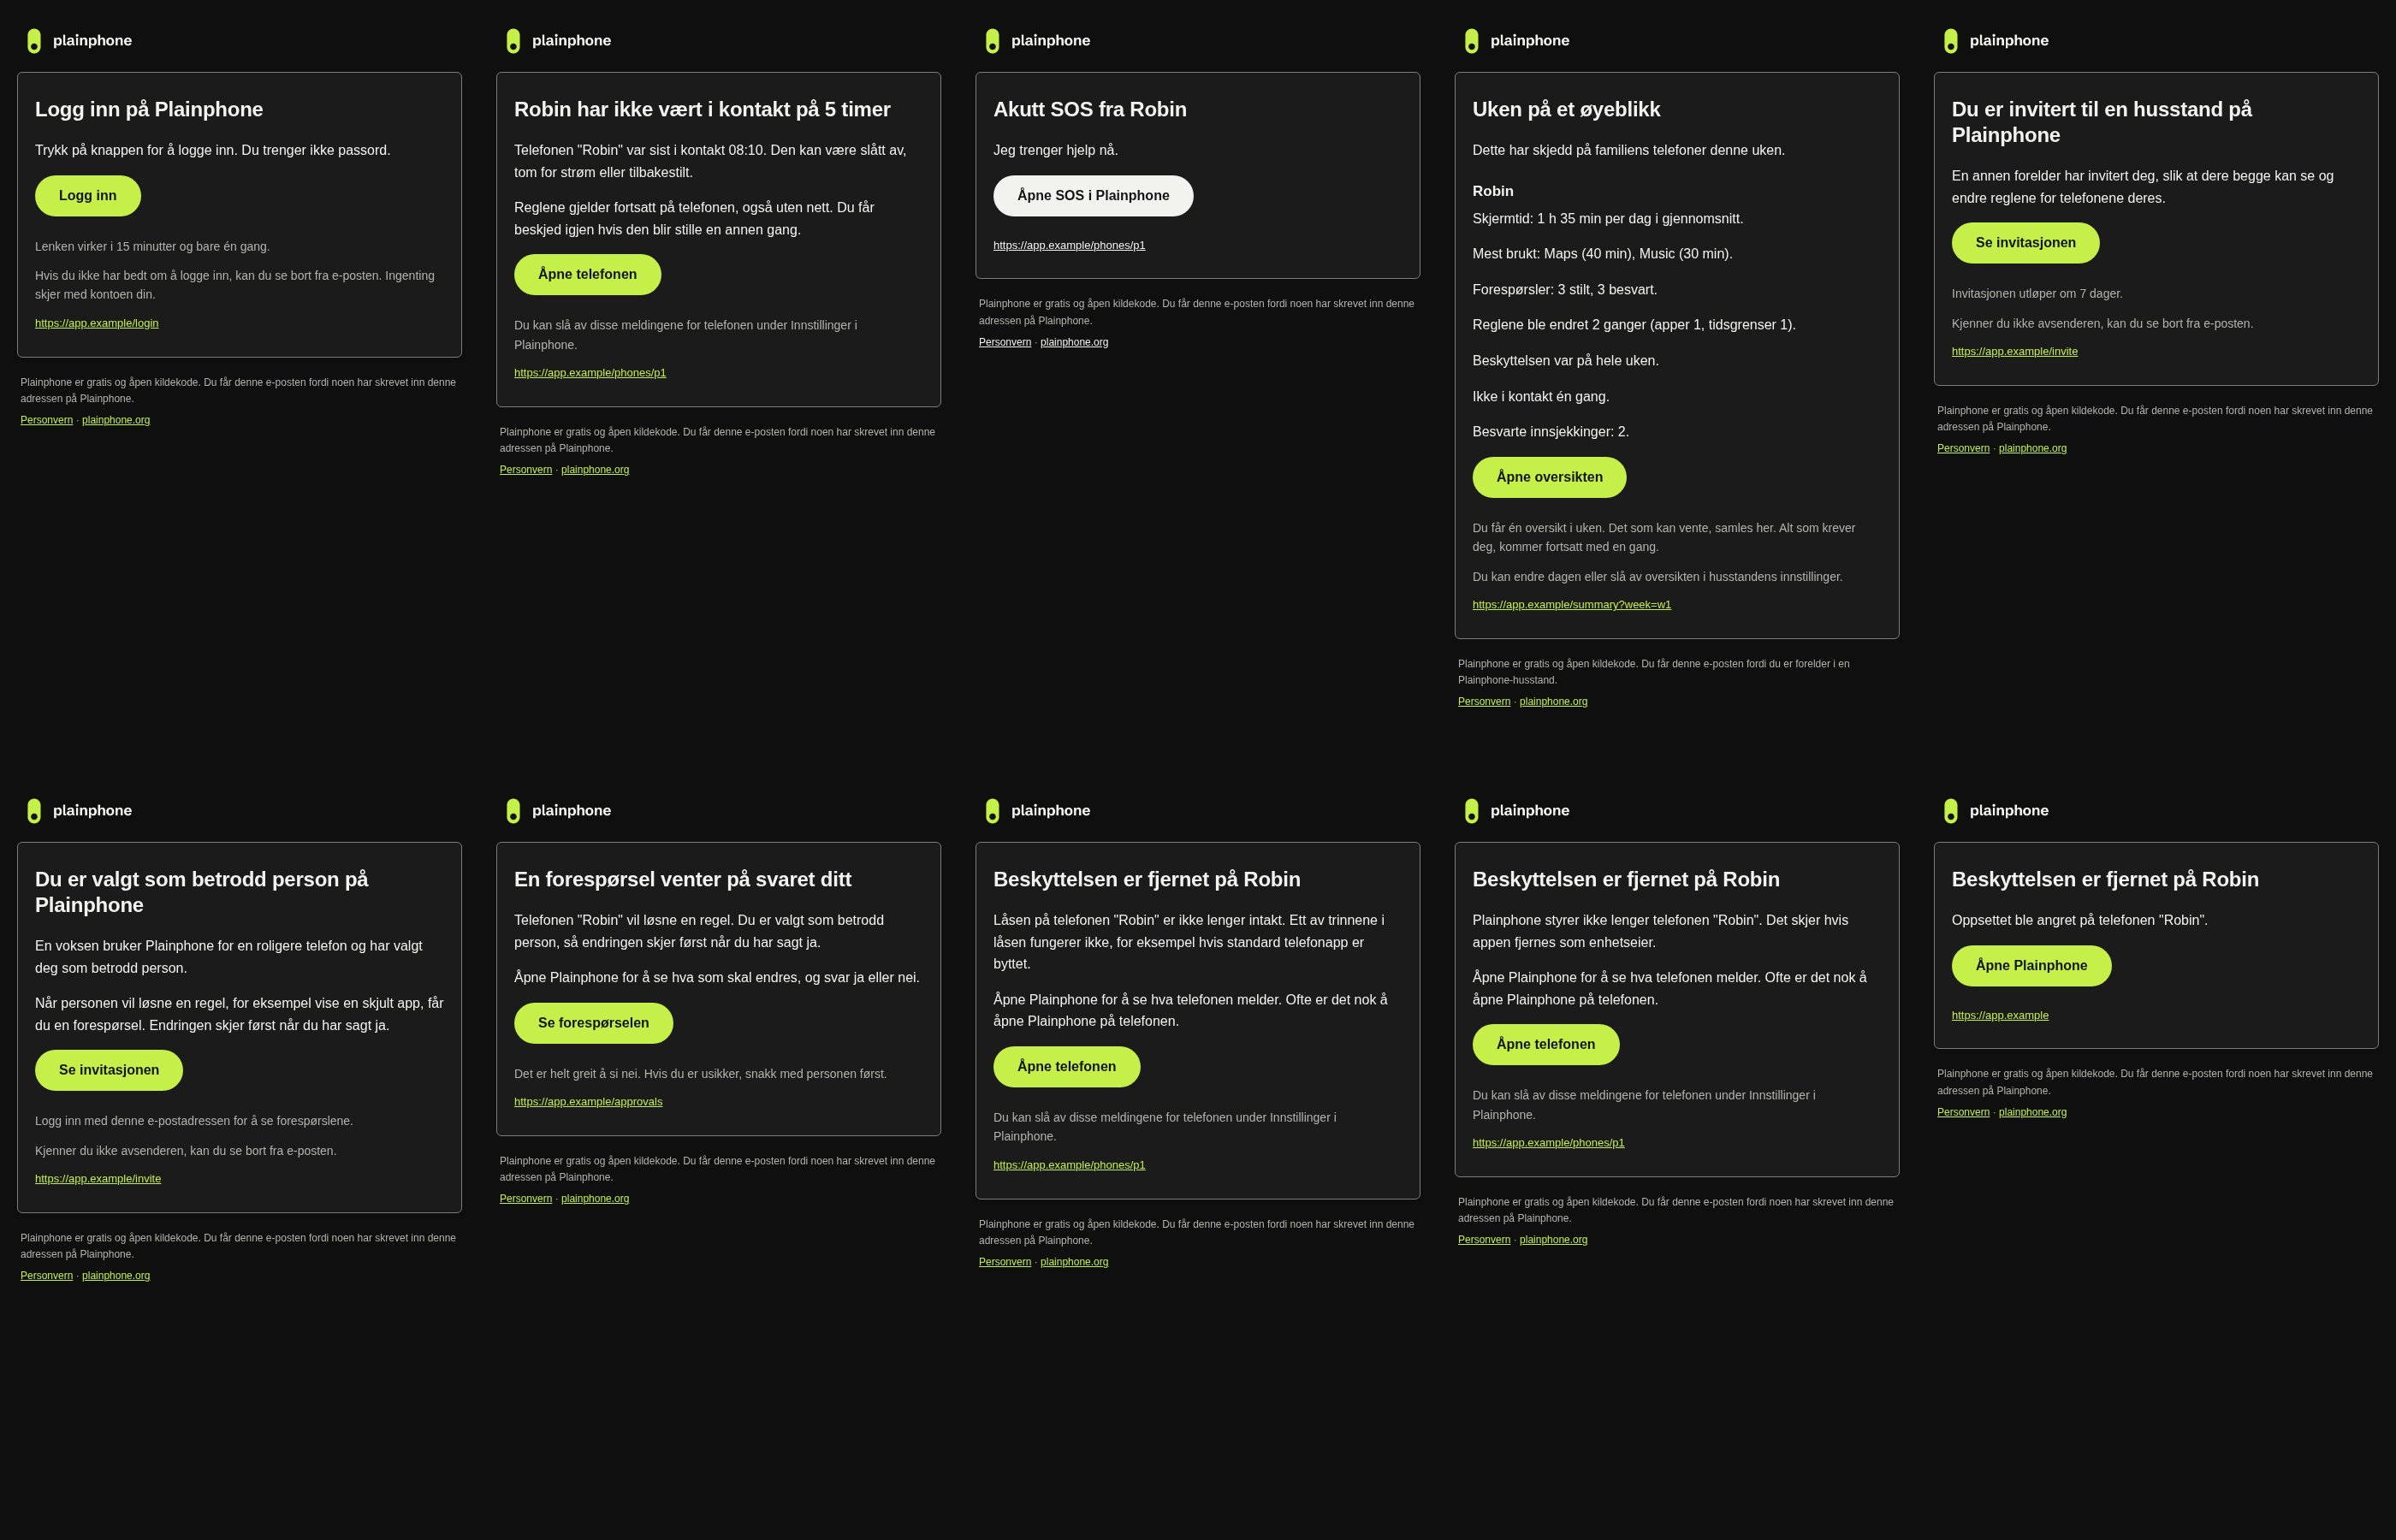 plainphone
Logg inn på Plainphone
Trykk på knappen for å logge inn. Du trenger ikke passord.
Logg inn
Lenken virker i 15 minutter og bare én gang.
Hvis du ikke har bedt om å logge inn, kan du se bort fra e-posten. Ingenting
skjer med kontoen din.
https://app.example/login
Plainphone er gratis og åpen kildekode. Du får denne e-posten fordi noen har skrevet inn denne
adressen på Plainphone.
Personvern · plainphone.org
plainphone
Robin har ikke vært i kontakt på 5 timer
Telefonen "Robin" var sist i kontakt 08:10. Den kan være slått av,
tom for strøm eller tilbakestilt.
Reglene gjelder fortsatt på telefonen, også uten nett. Du får
beskjed igjen hvis den blir stille en annen gang.
Åpne telefonen
Du kan slå av disse meldingene for telefonen under Innstillinger i
Plainphone.
https://app.example/phones/p1
Plainphone er gratis og åpen kildekode. Du får denne e-posten fordi noen har skrevet inn denne
adressen på Plainphone.
Personvern · plainphone.org
plainphone
Akutt SOS fra Robin
Jeg trenger hjelp nå.
Åpne SOS i Plainphone
https://app.example/phones/p1
Plainphone er gratis og åpen kildekode. Du får denne e-posten fordi noen har skrevet inn denne
adressen på Plainphone.
Personvern · plainphone.org
plainphone
Uken på et øyeblikk
Dette har skjedd på familiens telefoner denne uken.
Robin
Skjermtid: 1 h 35 min per dag i gjennomsnitt.
Mest brukt: Maps (40 min), Music (30 min).
Forespørsler: 3 stilt, 3 besvart.
Reglene ble endret 2 ganger (apper 1, tidsgrenser 1).
Beskyttelsen var på hele uken.
Ikke i kontakt én gang.
Besvarte innsjekkinger: 2.
Åpne oversikten
Du får én oversikt i uken. Det som kan vente, samles her. Alt som krever
deg, kommer fortsatt med en gang.
Du kan endre dagen eller slå av oversikten i husstandens innstillinger.
https://app.example/summary?week=w1
Plainphone er gratis og åpen kildekode. Du får denne e-posten fordi du er forelder i en
Plainphone-husstand.
Personvern · plainphone.org
plainphone
Du er invitert til en husstand på
Plainphone
En annen forelder har invitert deg, slik at dere begge kan se og
endre reglene for telefonene deres.
Se invitasjonen
Invitasjonen utløper om 7 dager.
Kjenner du ikke avsenderen, kan du se bort fra e-posten.
https://app.example/invite
Plainphone er gratis og åpen kildekode. Du får denne e-posten fordi noen har skrevet inn denne
adressen på Plainphone.
Personvern · plainphone.org
plainphone
Du er valgt som betrodd person på
Plainphone
En voksen bruker Plainphone for en roligere telefon og har valgt
deg som betrodd person.
Når personen vil løsne en regel, for eksempel vise en skjult app, får
du en forespørsel. Endringen skjer først når du har sagt ja.
Se invitasjonen
Logg inn med denne e-postadressen for å se forespørslene.
Kjenner du ikke avsenderen, kan du se bort fra e-posten.
https://app.example/invite
Plainphone er gratis og åpen kildekode. Du får denne e-posten fordi noen har skrevet inn denne
adressen på Plainphone.
Personvern · plainphone.org
plainphone
En forespørsel venter på svaret ditt
Telefonen "Robin" vil løsne en regel. Du er valgt som betrodd
person, så endringen skjer først når du har sagt ja.
Åpne Plainphone for å se hva som skal endres, og svar ja eller nei.
Se forespørselen
Det er helt greit å si nei. Hvis du er usikker, snakk med personen først.
https://app.example/approvals
Plainphone er gratis og åpen kildekode. Du får denne e-posten fordi noen har skrevet inn denne
adressen på Plainphone.
Personvern · plainphone.org
plainphone
Beskyttelsen er fjernet på Robin
Låsen på telefonen "Robin" er ikke lenger intakt. Ett av trinnene i
låsen fungerer ikke, for eksempel hvis standard telefonapp er
byttet.
Åpne Plainphone for å se hva telefonen melder. Ofte er det nok å
åpne Plainphone på telefonen.
Åpne telefonen
Du kan slå av disse meldingene for telefonen under Innstillinger i
Plainphone.
https://app.example/phones/p1
Plainphone er gratis og åpen kildekode. Du får denne e-posten fordi noen har skrevet inn denne
adressen på Plainphone.
Personvern · plainphone.org
plainphone
Beskyttelsen er fjernet på Robin
Plainphone styrer ikke lenger telefonen "Robin". Det skjer hvis
appen fjernes som enhetseier.
Åpne Plainphone for å se hva telefonen melder. Ofte er det nok å
åpne Plainphone på telefonen.
Åpne telefonen
Du kan slå av disse meldingene for telefonen under Innstillinger i
Plainphone.
https://app.example/phones/p1
Plainphone er gratis og åpen kildekode. Du får denne e-posten fordi noen har skrevet inn denne
adressen på Plainphone.
Personvern · plainphone.org
plainphone
Beskyttelsen er fjernet på Robin
Oppsettet ble angret på telefonen "Robin".
Åpne Plainphone
https://app.example
Plainphone er gratis og åpen kildekode. Du får denne e-posten fordi noen har skrevet inn denne
adressen på Plainphone.
Personvern · plainphone.org